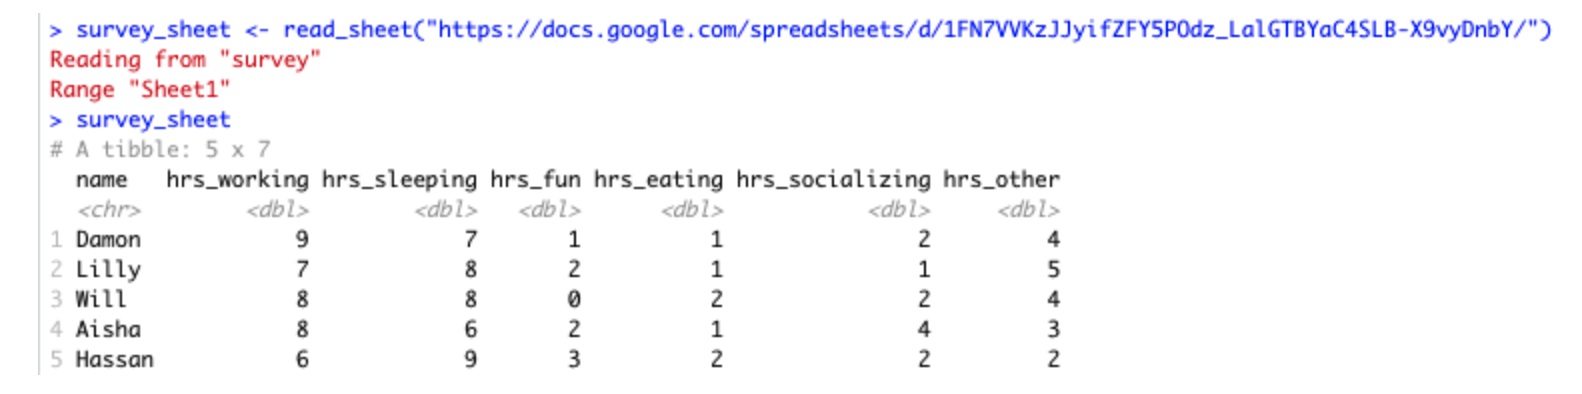 > survey_sheet <- read_sheet("https://docs.google.com/spreadsheets/d/1FN7VVKzJJyifZFY5POdz_LalGTBYaC4SLB-X9vyDnbY/")
Reading from "survey"
Range "Sheet1"
> survey_sheet
# A tibble: 5 x 7
name hrs_working hrs_sleeping hrs_fun hrs_eating hrs_socializing hrs_other
<chr> <dbl> <dbl> <dbl> <dbl> <dbl> <dbl>
1 Damon 9 7 1 1 2 4
2 Lilly 7 8 2 1 1 5
3 Will 8 8 0 2 2 4
4 Aisha 8 6 2 1 4 3
5 Hassan 6 9 3 2 2 2